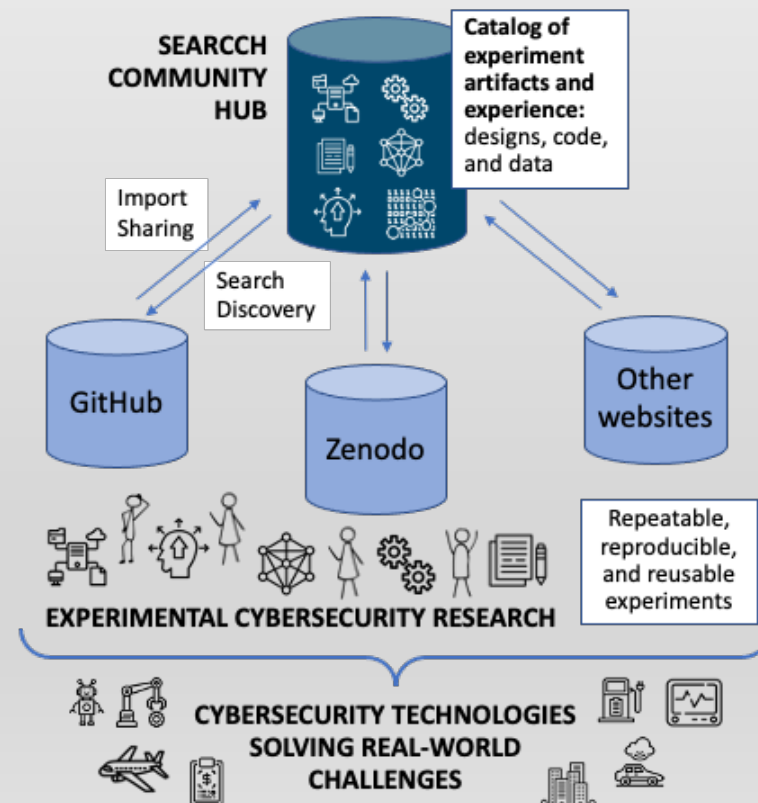 SEARCCH
COMMUNITY
HUB
Catalog of
experiment
artifacts and
experience:
designs, code,
and data
Import
Sharing
Search
Discovery
GitHub
Zenodo
Other
websites
Repeatable,
reproducible,
and reusable
experiments
EXPERIMENTAL CYBERSECURITY RESEARCH
CYBERSECURITY TECHNOLOGIES
SOLVING REAL-WORLD
CHALLENGES